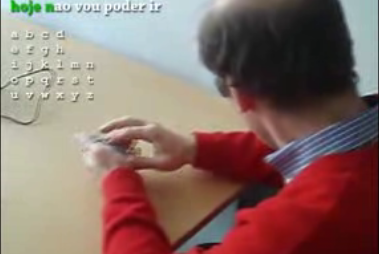 hoje nao vou poder ir
a b c d
e f g h
i j k l m n
o p q r s t
u v w x y z